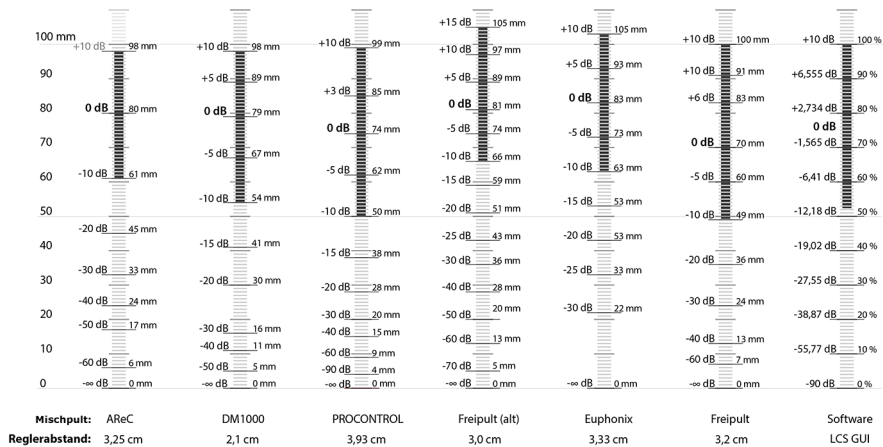 100 mm
90
80
70
60
50
40
30
20
10
0
+10 dB 98 mm
0 dB 80 mm
-10 dB 61 mm
-20 dB 45 mm
-30 dB 33 mm
-40 dB 24 mm
-50 dB 17 mm
-60 dB 6 mm
-∞ dB 0 mm
+10 dB 98 mm
+5 dB 89 mm
0 dB 79 mm
-5 dB 67 mm
-10 dB 54 mm
-15 dB 41 mm
-20 dB 30 mm
-30 dB 16 mm
-40 dB 11 mm
-50 dB 5 mm
-∞ dB 0 mm
+10 dB 99 mm
+3 dB 85 mm
0 dB 74 mm
-5 dB 62 mm
-10 dB 50 mm
-15 dB 38 mm
-20 dB 28 mm
-30 dB 20 mm
-40 dB 15 mm
-60 dB 9 mm
-90 dB 4 mm
-∞ dB 0 mm
+15 dB 105 mm
+10 dB 97 mm
+5 dB 89 mm
0 dB 81 mm
-5 dB 74 mm
-10 dB 66 mm
-15 dB 59 mm
-20 dB 51 mm
-25 dB 43 mm
-30 dB 36 mm
-40 dB 28 mm
-50 dB 20 mm
-60 dB 13 mm
-70 dB 5 mm
-∞ dB 0 mm
+10 dB 105 mm
+5 dB 93 mm
0 dB 83 mm
-5 dB 73 mm
-10 dB 63 mm
-15 dB 53 mm
-20 dB 53 mm
-25 dB 33 mm
-30 dB 22 mm
-∞ dB 0 mm
+10 dB 100 mm
+10 dB 91 mm
+6 dB 83 mm
0 dB 70 mm
-5 dB 60 mm
-10 dB 49 mm
-20 dB 36 mm
-30 dB 24 mm
-40 dB 13 mm
-60 dB 7 mm
-∞ dB 0 mm
+10 dB 100 %
+6,555 dB 90 %
+2,734 dB 80 %
0 dB
-1,565 dB 70 %
-6,41 dB 60 %
-12,18 dB 50 %
-19,02 dB 40 %
-27,55 dB 30 %
-38,87 dB 20 %
-55,77 dB 10 %
-90 dB 0 %
Mischpult: AReC DM1000 PROCONTROL Freipult (alt) Euphonix Freipult Software
Reglerabstand: 3,25 cm 2,1 cm 3,93 cm 3,0 cm 3,33 cm 3,2 cm LCS GUI